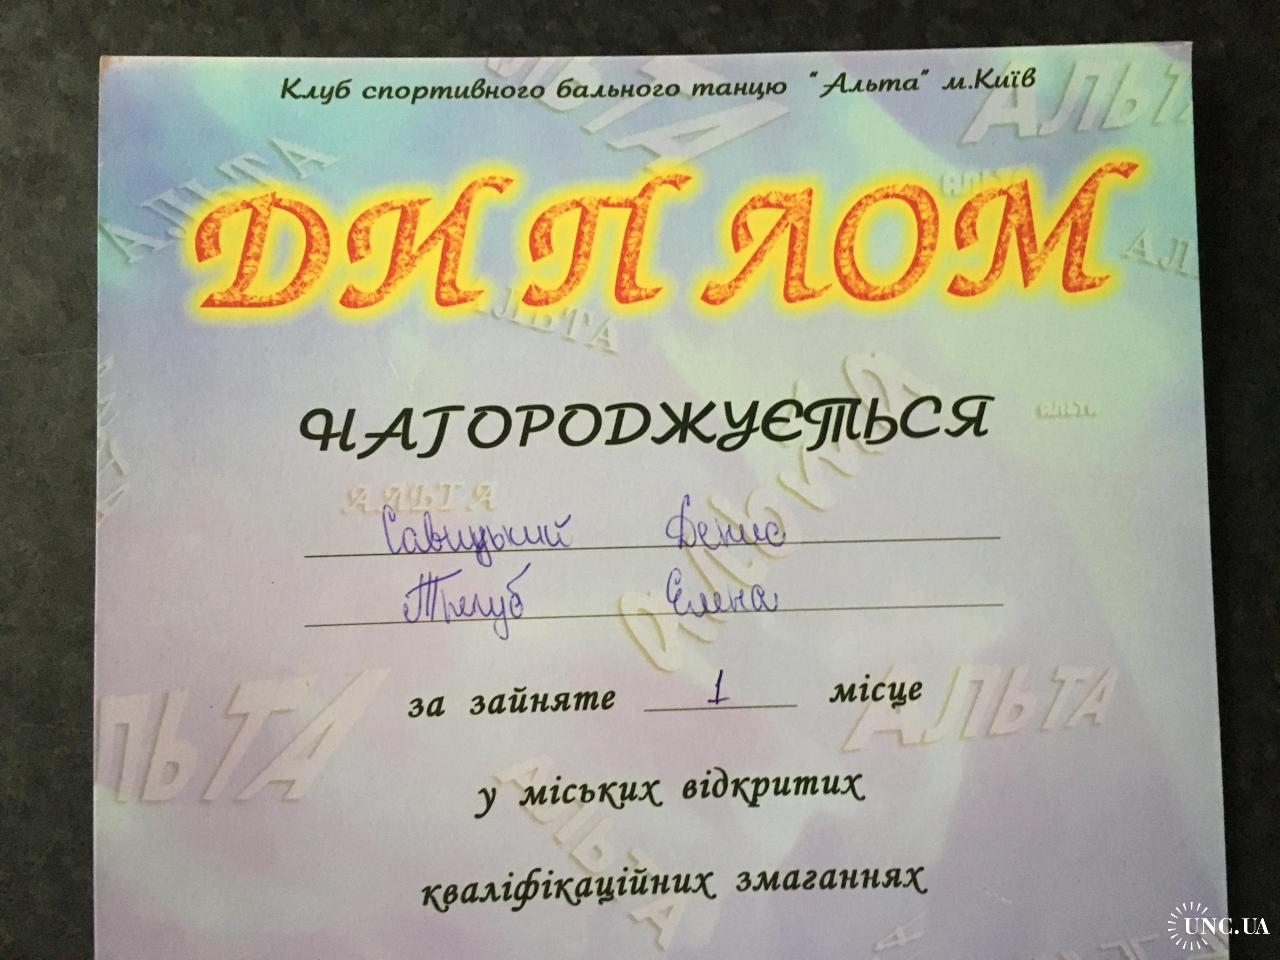 Клуб спортивного бального танцю "Альта" м.Київ
ДИПЛОМ
НАГОРОДЖУЄТЬСЯ
Савицький Денис
Елена
за зайняте 1 місце
у міських відкритих
кваліфікаційних змаганнях
UNC.UA